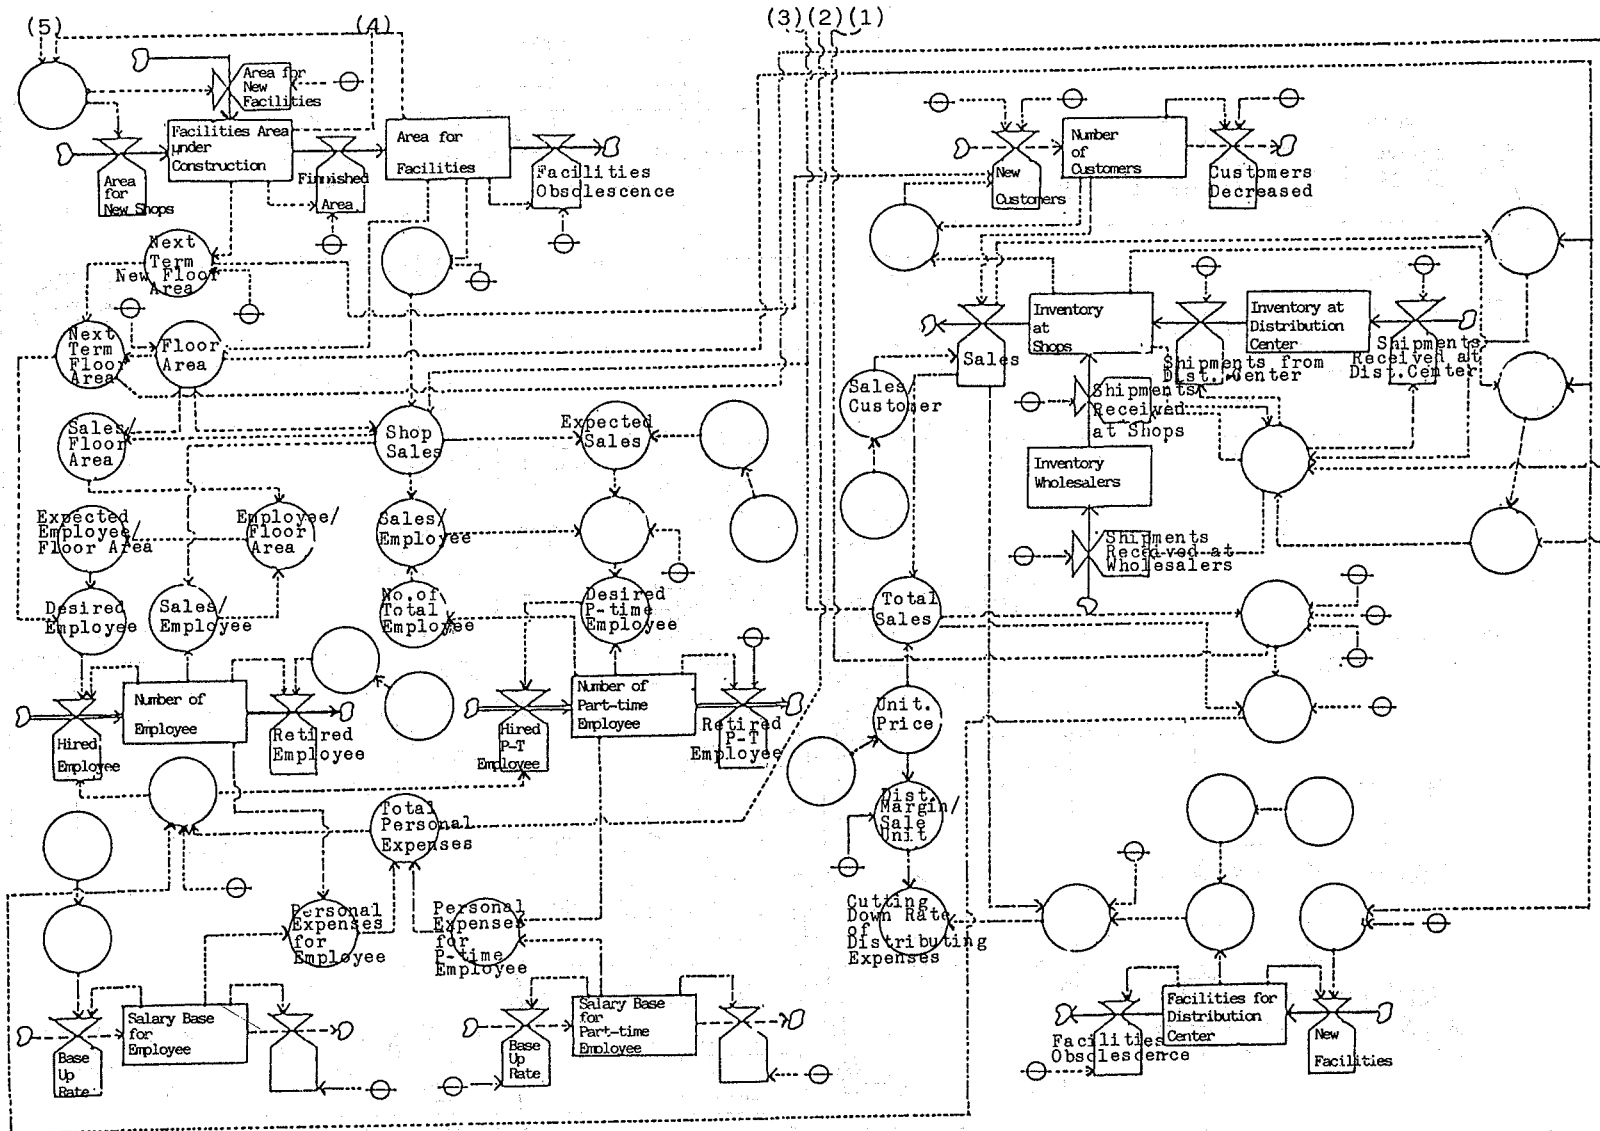 (5)
(4)
(3)(2)(1)
Area for
New
Facilities
Facilities Area
under
Construction
Area for
Facilities
Area
for
New Shops
Finnished
Area
Facilities
Obsolescence
Number
of
Customers
New
Customers
Customers
Decreased
Next
Term
New Floor
Area
Next
Term
Floor
Area
Floor
Area
Inventory
at
Shops
Inventory at
Distribution
Center
Sales
Shipments from
Dist. Center
Shipments
Received at
Dist.Center
Sales/
Customer
Shipments
Received
at Shops
Sales/
Floor
Area
Shop
Sales
Expected
Sales
Inventory
Wholesalers
Expected
Employee/
Floor Area
Employee/
Floor
Area
Sales/
Employee
Shipments
Received at
Wholesalers
Desired
Employee
Sales/
Employee
No.of
Total
Employee
Desired
P-time
Employee
Total
Sales
Number of
Employee
Number of
Part-time
Employee
Hired
Employee
Retired
Employee
Hired
P-T
Employee
Retired
P-T
Employee
Unit.
Price
Total
Personal
Expenses
Dist.
Margin/
Sale
Unit
Personal
Expenses
for
Employee
Personal
Expenses
for
P-time
Employee
Cutting
Down Rate
of
Distributing
Expenses
Salary Base
for
Employee
Salary Base
for
Part-time
Employee
Base
Up
Rate
Base
Up
Rate
Facilities for
Distribution
Center
Facilities
Obsolescence
New
Facilities